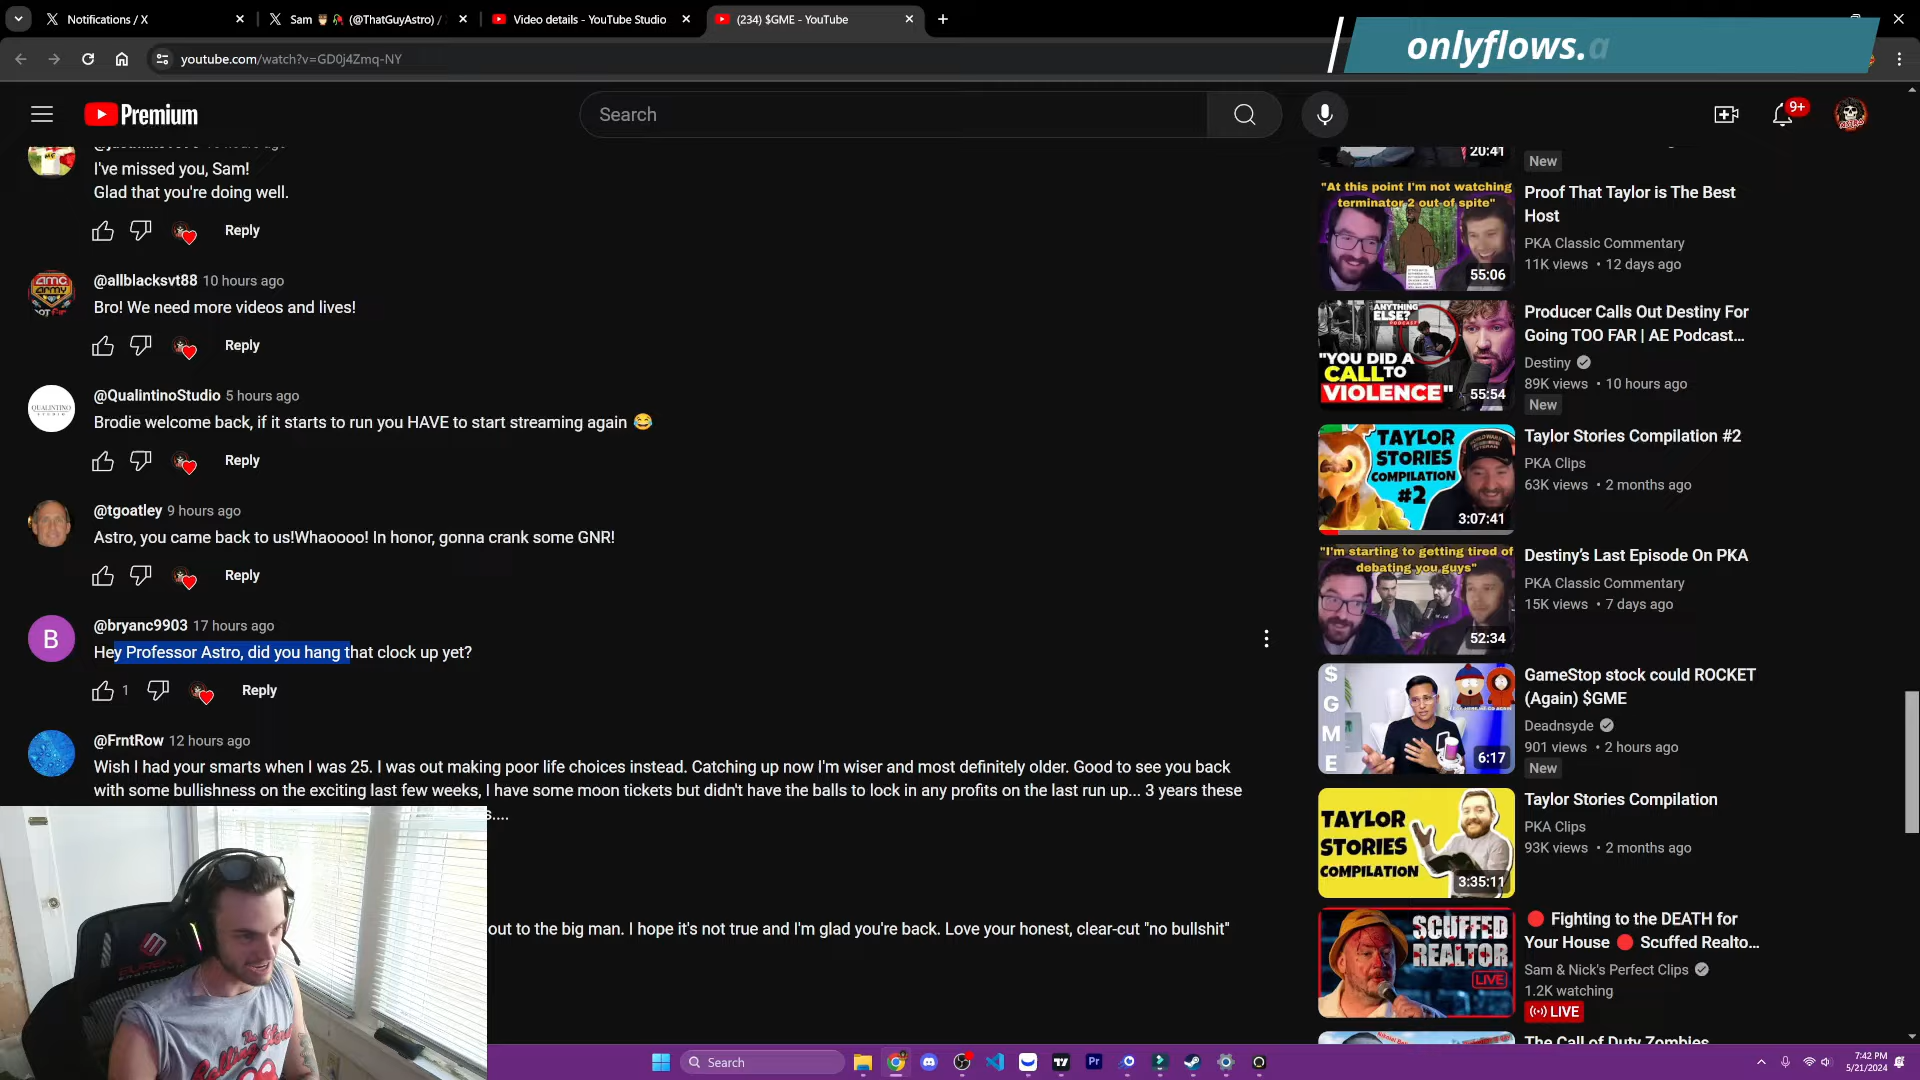 Notifications / X
Sam (@ThatGuyAstro) /
Video details - YouTube Studio
(234) $GME - YouTube
youtube.com/watch?v=GD0j4Zmq-NY
onlyflows.a
Premium
Search
9+
I've missed you, Sam!
Glad that you're doing well.
Reply
@allblacksvt88 10 hours ago
Bro! We need more videos and lives!
Reply
@QualintinoStudio 5 hours ago
Brodie welcome back, if it starts to run you HAVE to start streaming again 😂
Reply
@tgoatley 9 hours ago
Astro, you came back to us!Whaoooo! In honor, gonna crank some GNR!
Reply
B
@bryanc9903 17 hours ago
Hey Professor Astro, did you hang that clock up yet?
1
Reply
@FrntRow 12 hours ago
Wish I had your smarts when I was 25. I was out making poor life choices instead. Catching up now I'm wiser and most definitely older. Good to see you back
with some bullishness on the exciting last few weeks, I have some moon tickets but didn't have the balls to lock in any profits on the last run up... 3 years these
s....
out to the big man. I hope it's not true and I'm glad you're back. Love your honest, clear-cut "no bullshit"
20:41
New
"At this point I'm not watching
terminator 2 out of spite"
55:06
Proof That Taylor is The Best
Host
PKA Classic Commentary
11K views • 12 days ago
ANYTHING
ELSE?
PODCAST
"YOU DID A
CALL TO
VIOLENCE"
55:54
Producer Calls Out Destiny For
Going TOO FAR | AE Podcast...
Destiny
89K views • 10 hours ago
New
TAYLOR
STORIES
COMPILATION
#2
3:07:41
Taylor Stories Compilation #2
PKA Clips
63K views • 2 months ago
"I'm starting to getting tired of
debating you guys"
52:34
Destiny's Last Episode On PKA
PKA Classic Commentary
15K views • 7 days ago
$
G
M
E
6:17
GameStop stock could ROCKET
(Again) $GME
Deadnsyde
901 views • 2 hours ago
New
TAYLOR
STORIES
COMPILATION
3:35:11
Taylor Stories Compilation
PKA Clips
93K views • 2 months ago
SCUFFED
REALTOR
LIVE
🔴 Fighting to the DEATH for
Your House 🔴 Scuffed Realto...
Sam & Nick's Perfect Clips
1.2K watching
LIVE
The Call of Duty Zombies
Search
7:42 PM
5/21/2024